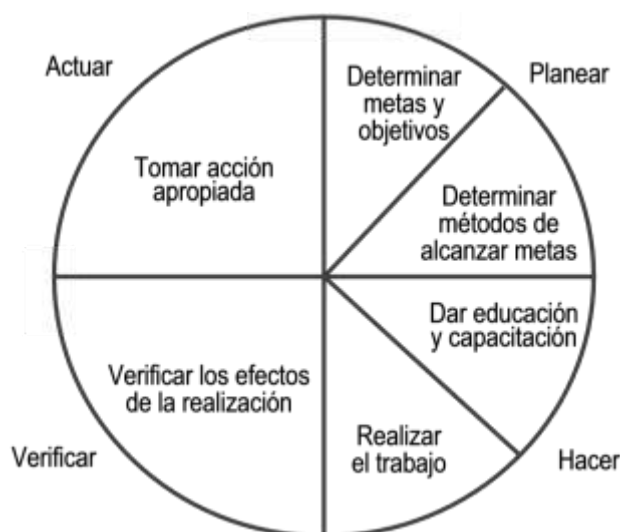 Actuar
Planear
Determinar
metas y
objetivos
Determinar
métodos de
alcanzar metas
Tomar acción
apropiada
Dar educación
y capacitación
Realizar
el trabajo
Hacer
Verificar los efectos
de la realización
Verificar